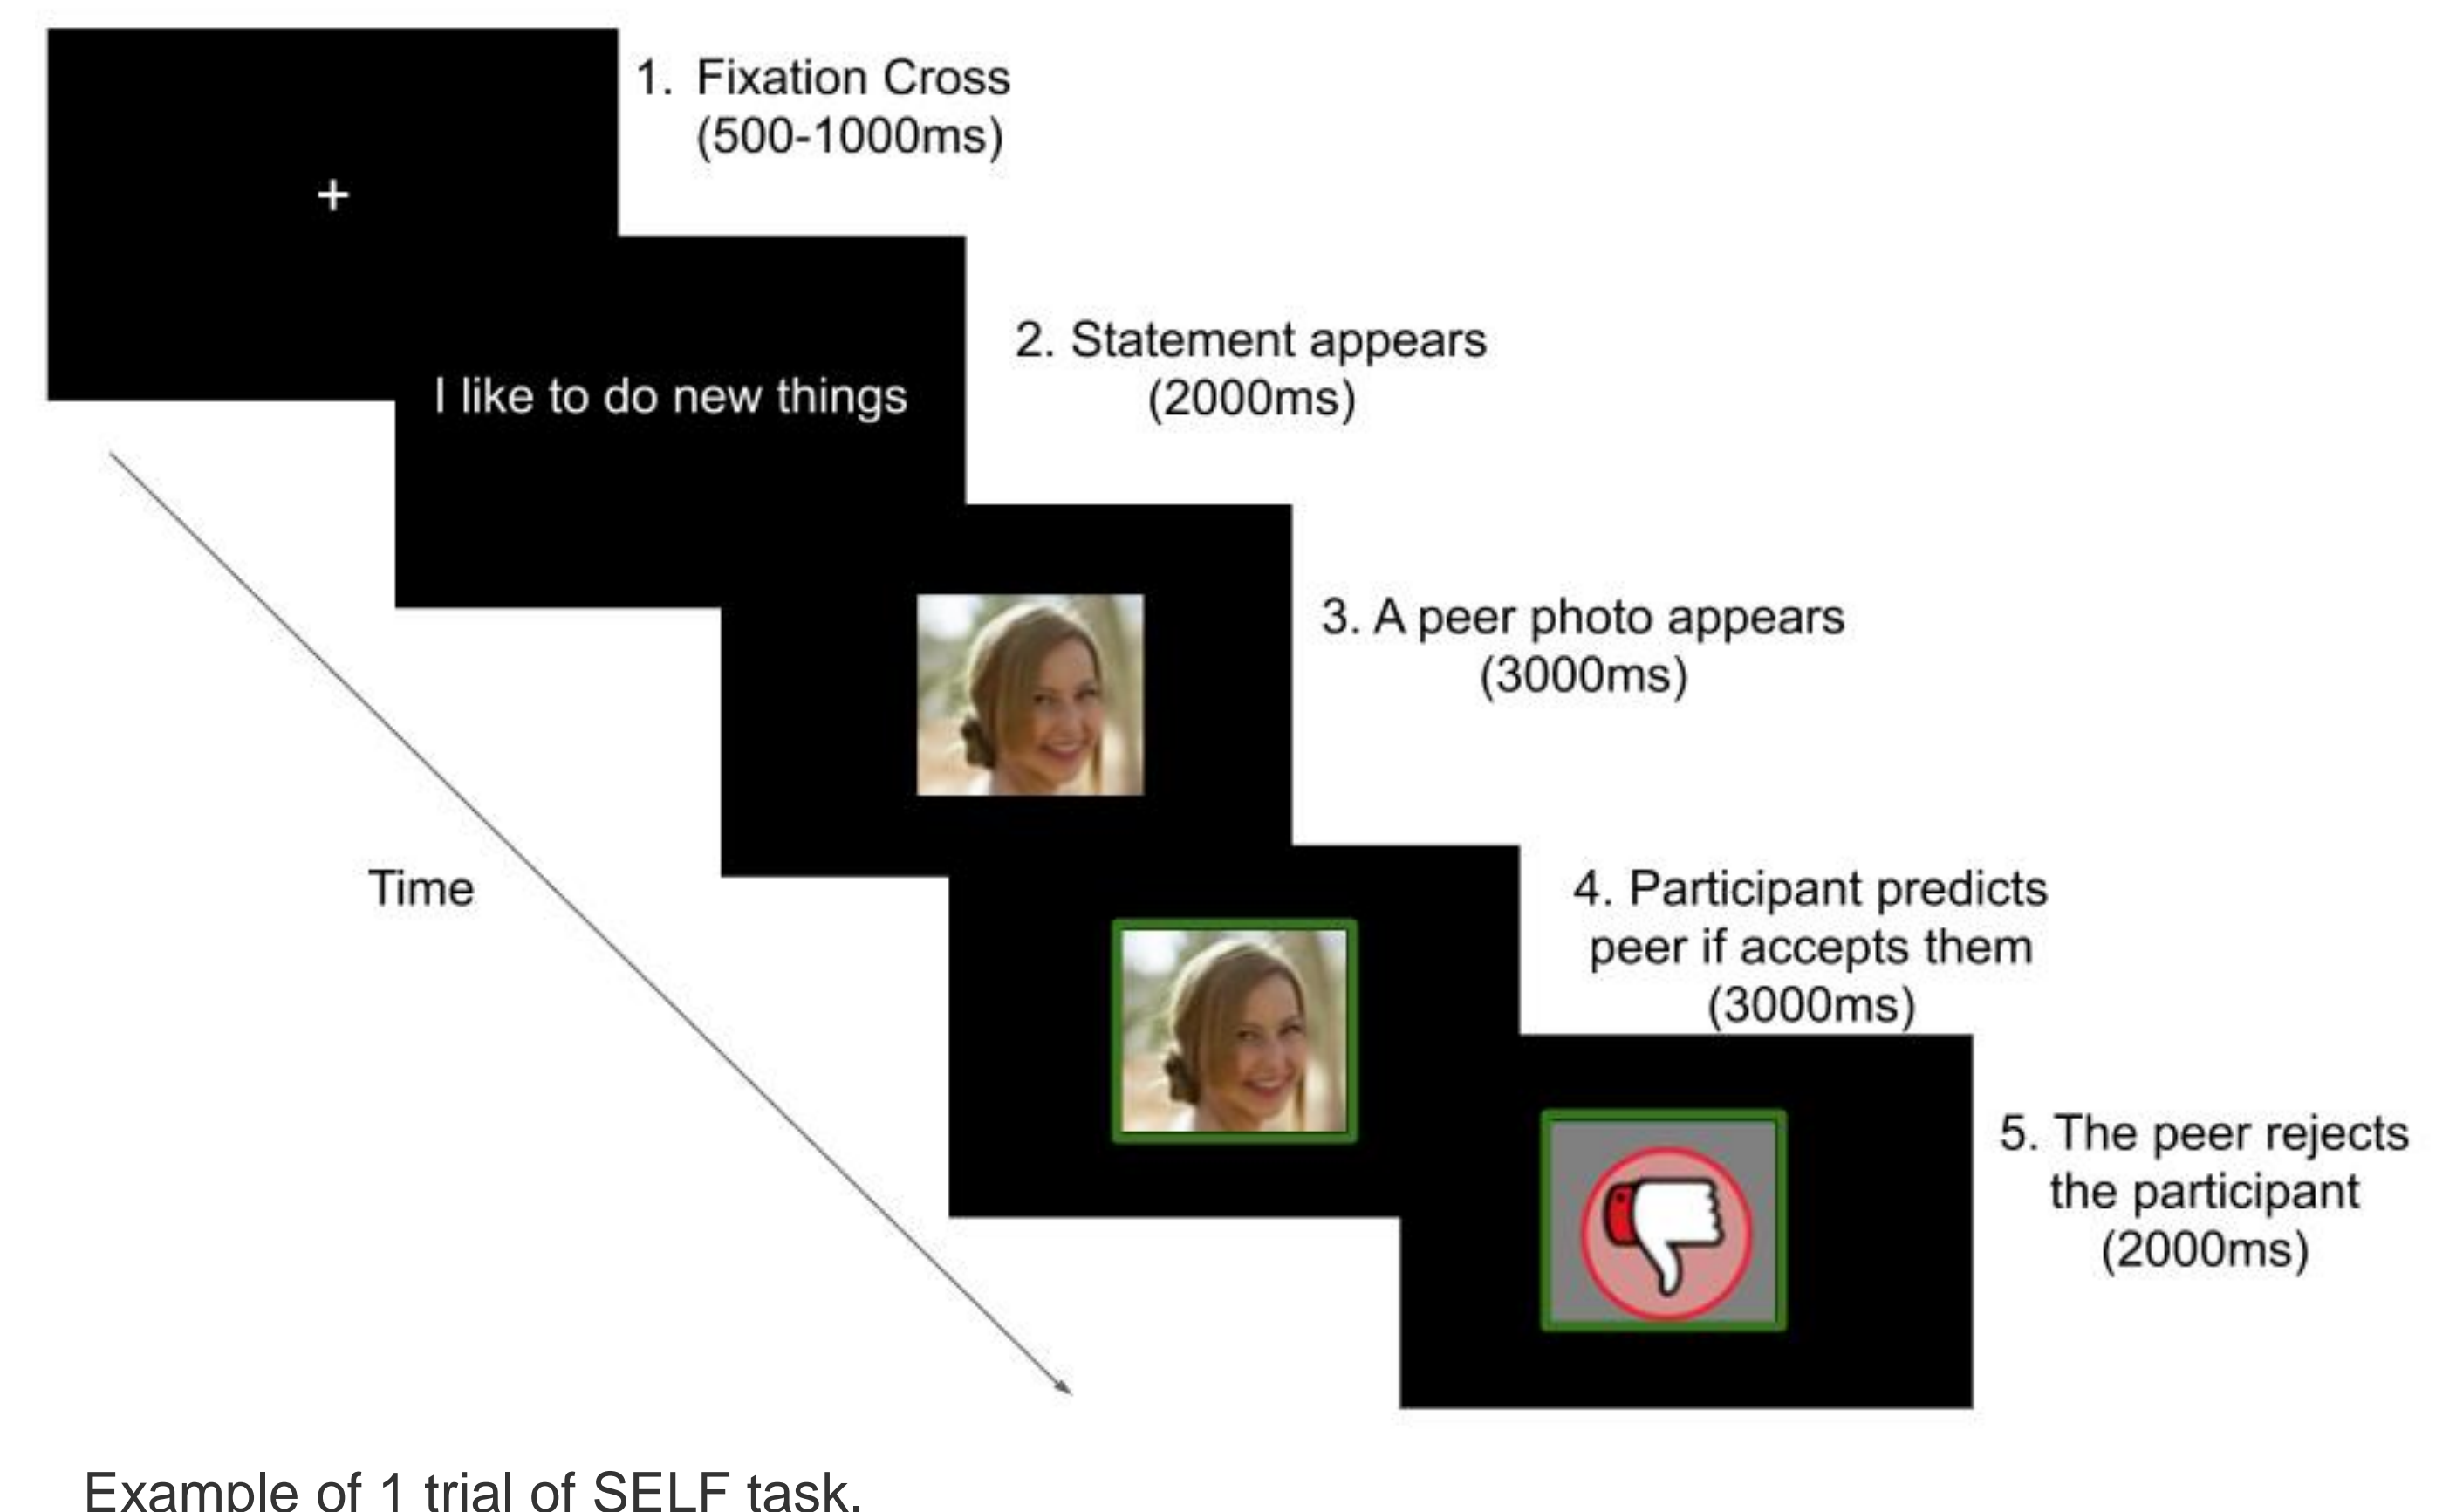 1. Fixation Cross
(500-1000ms)
I like to do new things
2. Statement appears
(2000ms)
3. A peer photo appears
(3000ms)
Time
4. Participant predicts
peer if accepts them
(3000ms)
5. The peer rejects
the participant
(2000ms)
Example of 1 trial of SELF task.